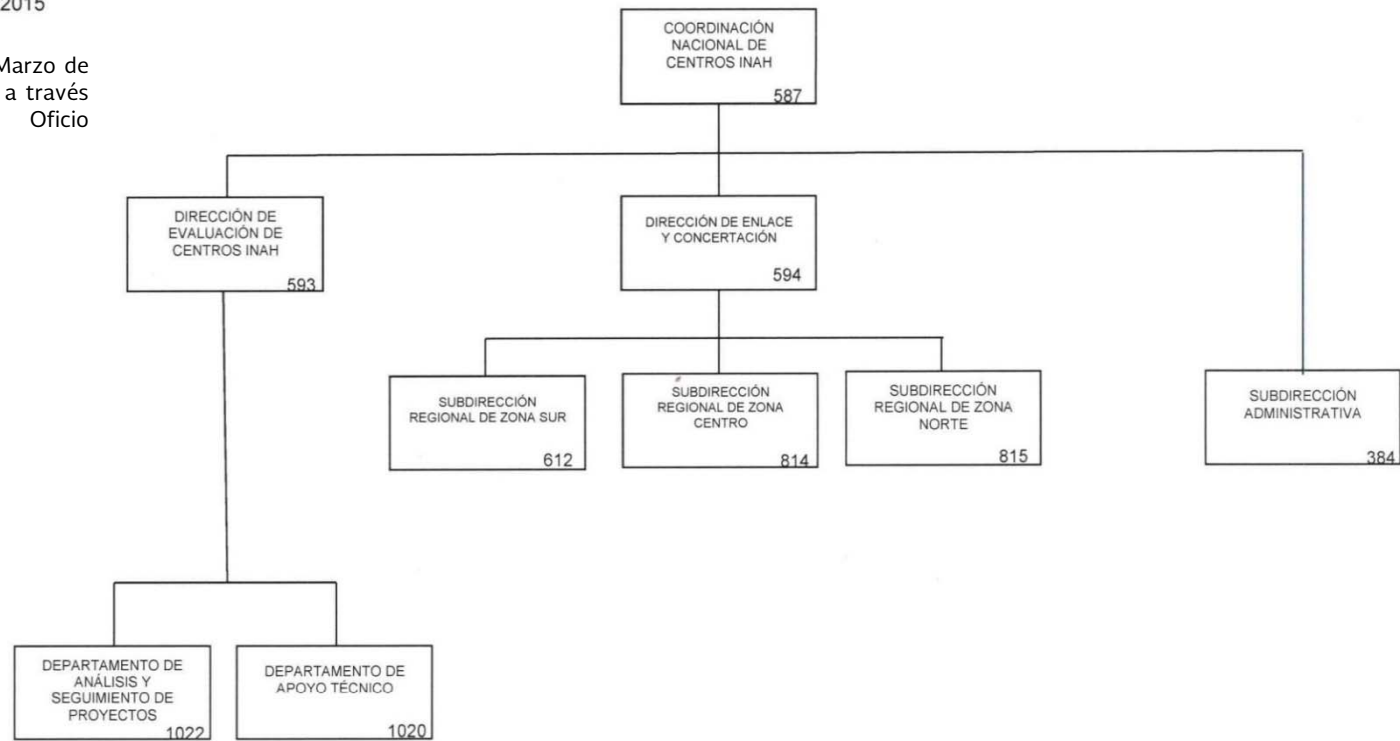 2015
Marzo de
a través
Oficio
COORDINACIÓN
NACIONAL DE
CENTROS INAH
587
DIRECCIÓN DE
EVALUACIÓN DE
CENTROS INAH
593
DIRECCIÓN DE ENLACE
Y CONCERTACIÓN
594
SUBDIRECCIÓN
REGIONAL DE ZONA SUR
612
SUBDIRECCIÓN
REGIONAL DE ZONA
CENTRO
814
SUBDIRECCIÓN
REGIONAL DE ZONA
NORTE
815
SUBDIRECCIÓN
ADMINISTRATIVA
384
DEPARTAMENTO DE
ANÁLISIS Y
SEGUIMIENTO DE
PROYECTOS
1022
DEPARTAMENTO DE
APOYO TÉCNICO
1020